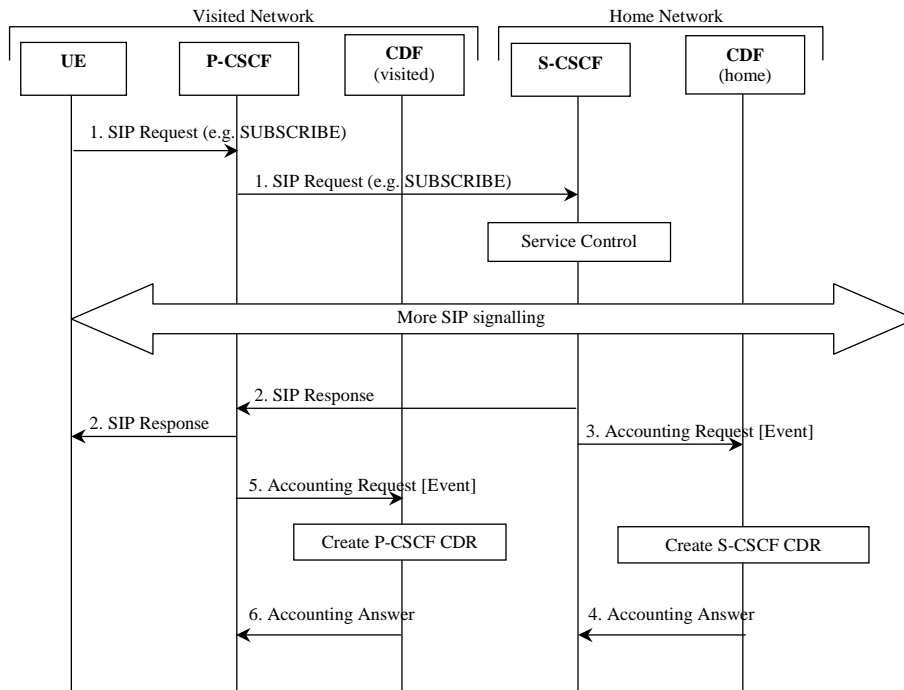 Visited Network
Home Network
UE
P-CSCF
CDF
(visited)
S-CSCF
CDF
(home)
1. SIP Request (e.g. SUBSCRIBE)
1. SIP Request (e.g. SUBSCRIBE)
Service Control
More SIP signalling
2. SIP Response
2. SIP Response
3. Accounting Request [Event]
5. Accounting Request [Event]
Create P-CSCF CDR
Create S-CSCF CDR
6. Accounting Answer
4. Accounting Answer